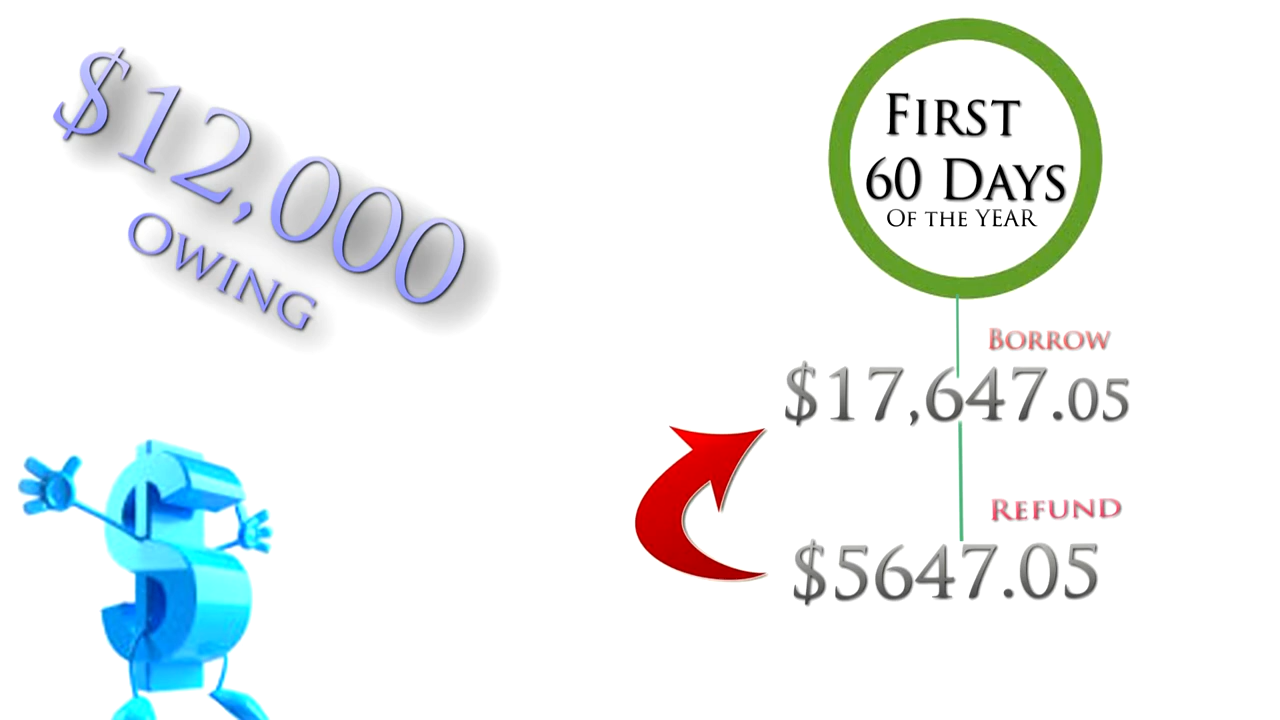 $12,000
OWING
FIRST
60 DAYS
OF THE YEAR
BORROW
$17,647.05
REFUND
$5647.05